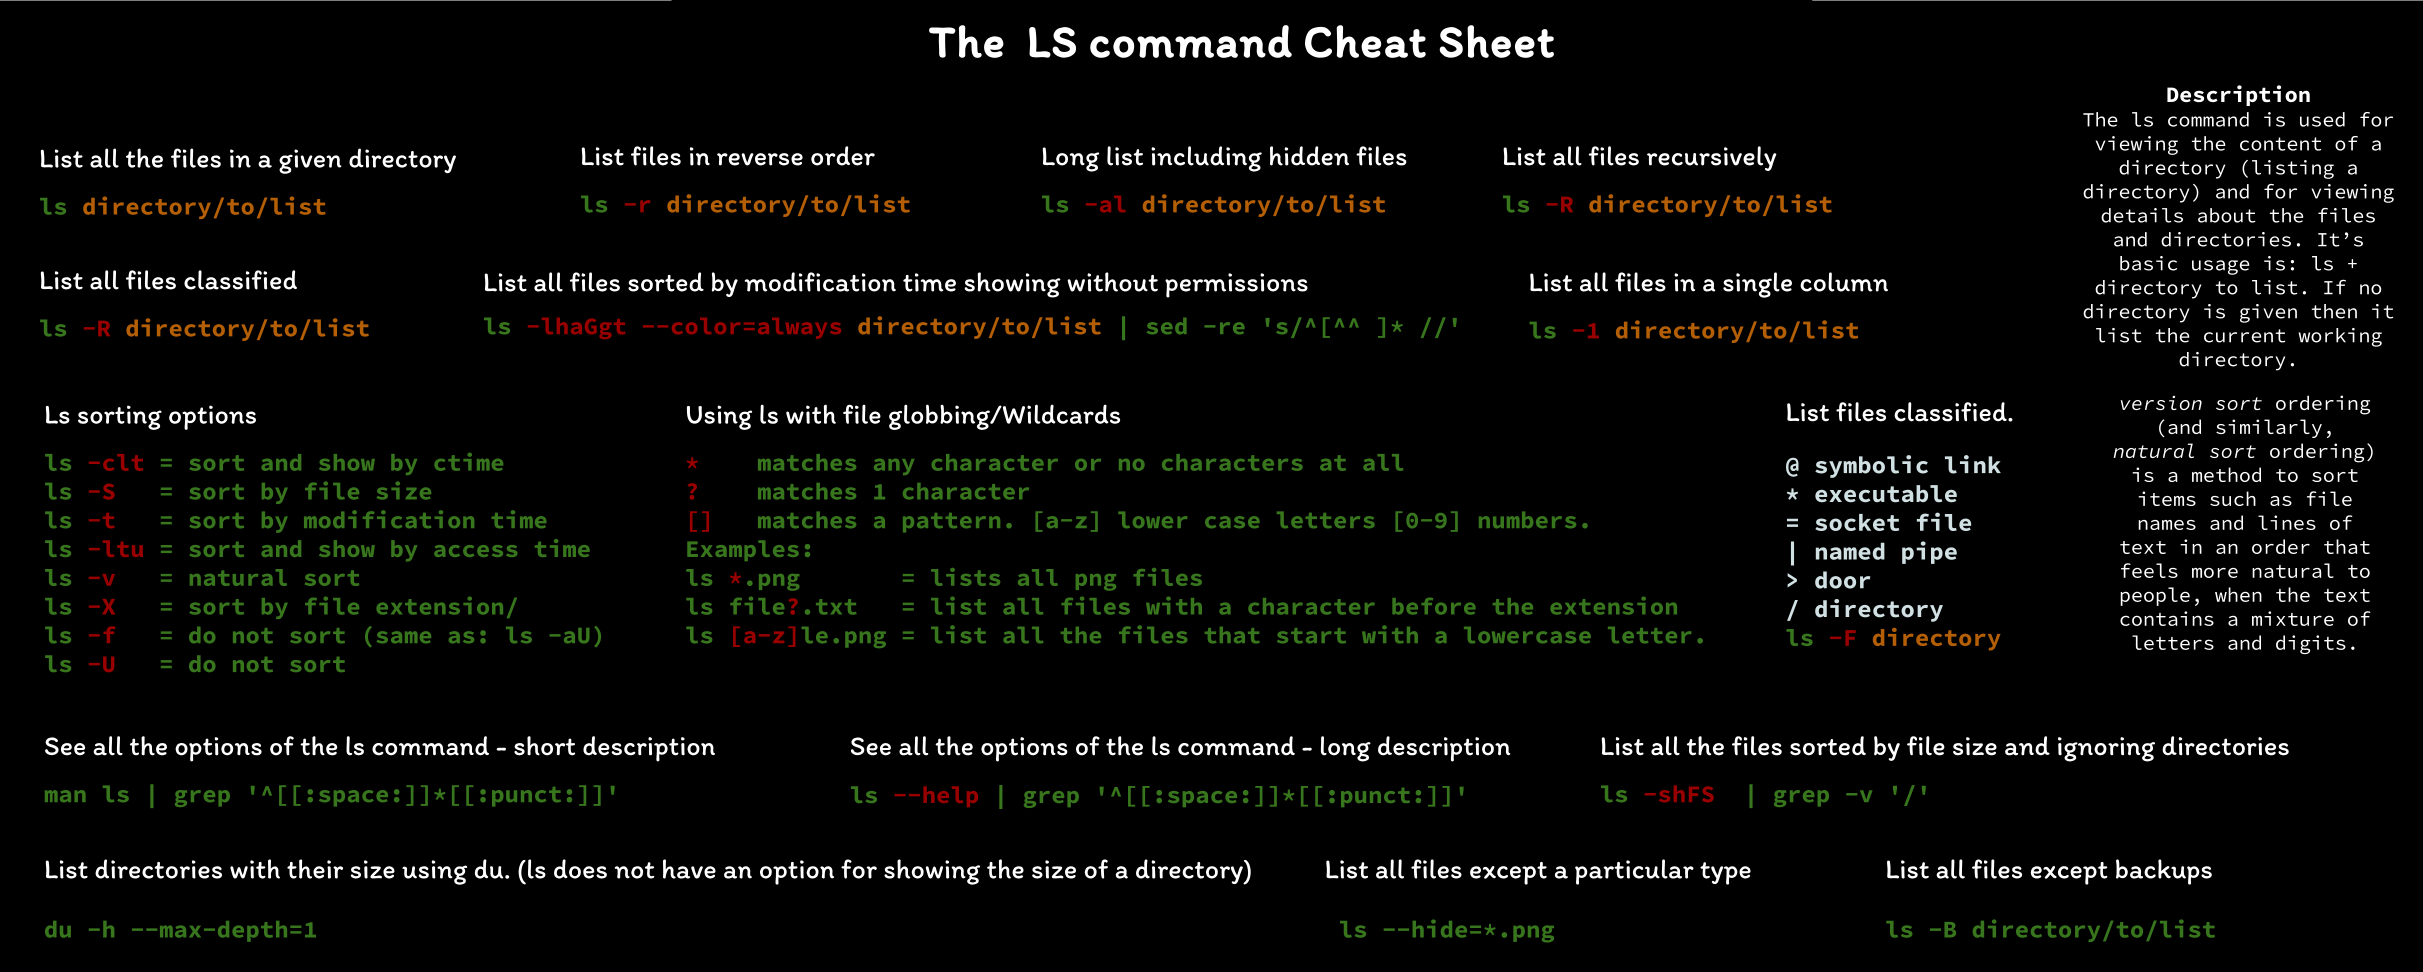 The  LS command Cheat Sheet
List all the files in a given directory
ls directory/to/list
List files in reverse order
ls -r directory/to/list
Long list including hidden files
ls -al directory/to/list
List all files recursively
ls -R directory/to/list
Description
The ls command is used for
viewing the content of a
directory (listing a
directory) and for viewing
details about the files
and directories. It’s
basic usage is: ls +
directory to list. If no
directory is given then it
list the current working
directory.
List all files classified
ls -R directory/to/list
List all files sorted by modification time showing without permissions
ls -lhaGgt --color=always directory/to/list | sed -re 's/^[^^ ]* //'
List all files in a single column
ls -1 directory/to/list
Ls sorting options
ls -clt = sort and show by ctime
ls -S   = sort by file size
ls -t   = sort by modification time
ls -ltu = sort and show by access time
ls -v   = natural sort
ls -X   = sort by file extension/
ls -f   = do not sort (same as: ls -aU)
ls -U   = do not sort
Using ls with file globbing/Wildcards
*    matches any character or no characters at all
?    matches 1 character
[]   matches a pattern. [a-z] lower case letters [0-9] numbers.
Examples:
ls *.png       = lists all png files
ls file?.txt   = list all files with a character before the extension
ls [a-z]le.png = list all the files that start with a lowercase letter.
List files classified.
@ symbolic link
* executable
= socket file
| named pipe
> door
/ directory
ls -F directory
version sort ordering
(and similarly,
natural sort ordering)
is a method to sort
items such as file
names and lines of
text in an order that
feels more natural to
people, when the text
contains a mixture of
letters and digits.
See all the options of the ls command - short description
man ls | grep '^[[:space:]]*[[:punct:]]'
See all the options of the ls command - long description
ls --help | grep '^[[:space:]]*[[:punct:]]'
List all the files sorted by file size and ignoring directories
ls -shFS  | grep -v '/'
List directories with their size using du. (ls does not have an option for showing the size of a directory)
du -h --max-depth=1
List all files except a particular type
ls --hide=*.png
List all files except backups
ls -B directory/to/list